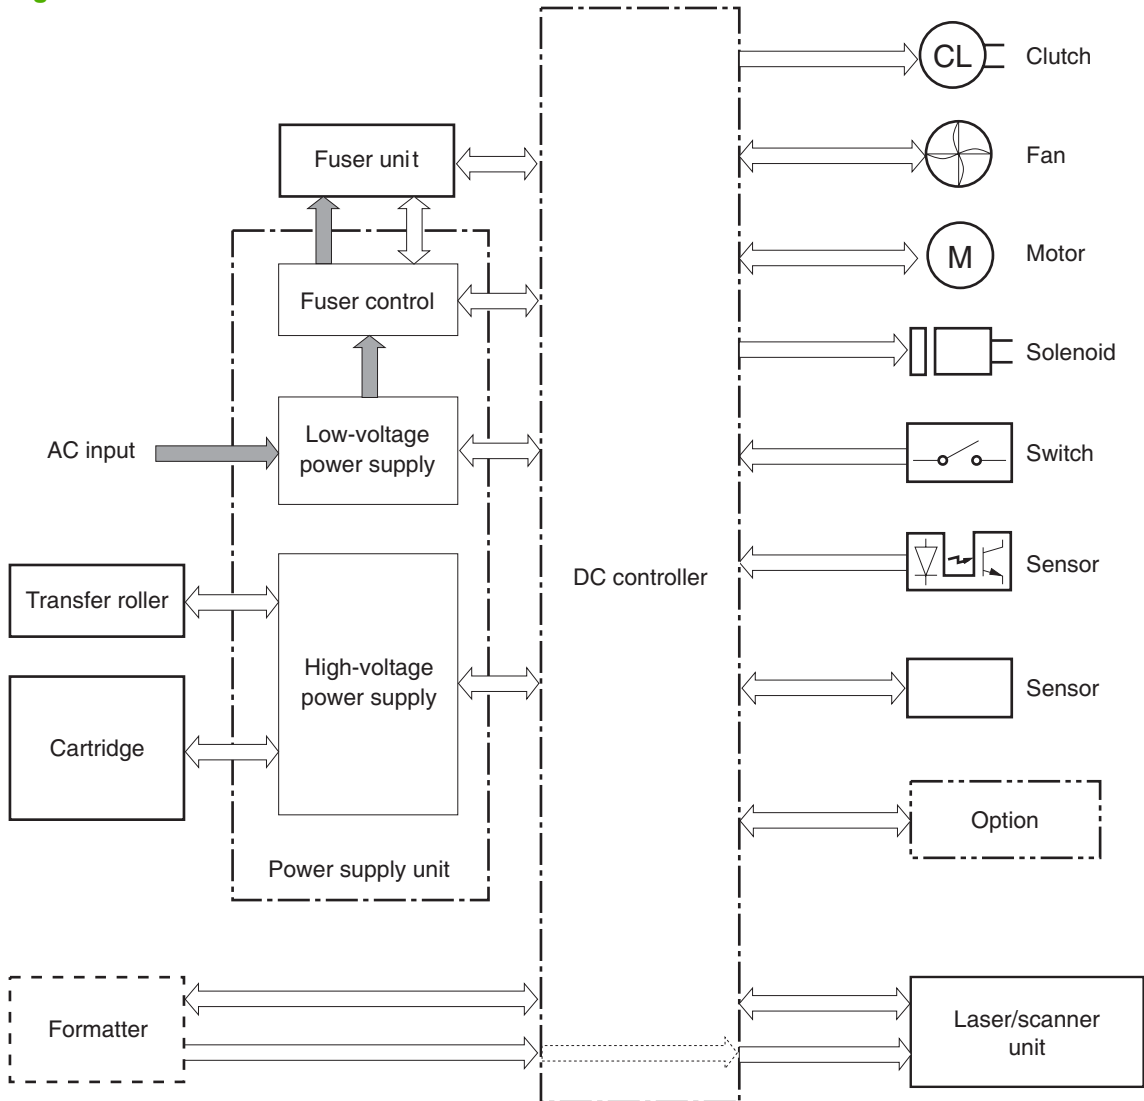 CL
Clutch
Fuser unit
Fan
M
Motor
Fuser control
Solenoid
AC input
Low-voltage
power supply
Switch
DC controller
Sensor
Transfer roller
High-voltage
power supply
Sensor
Cartridge
Option
Power supply unit
Formatter
Laser/scanner
unit